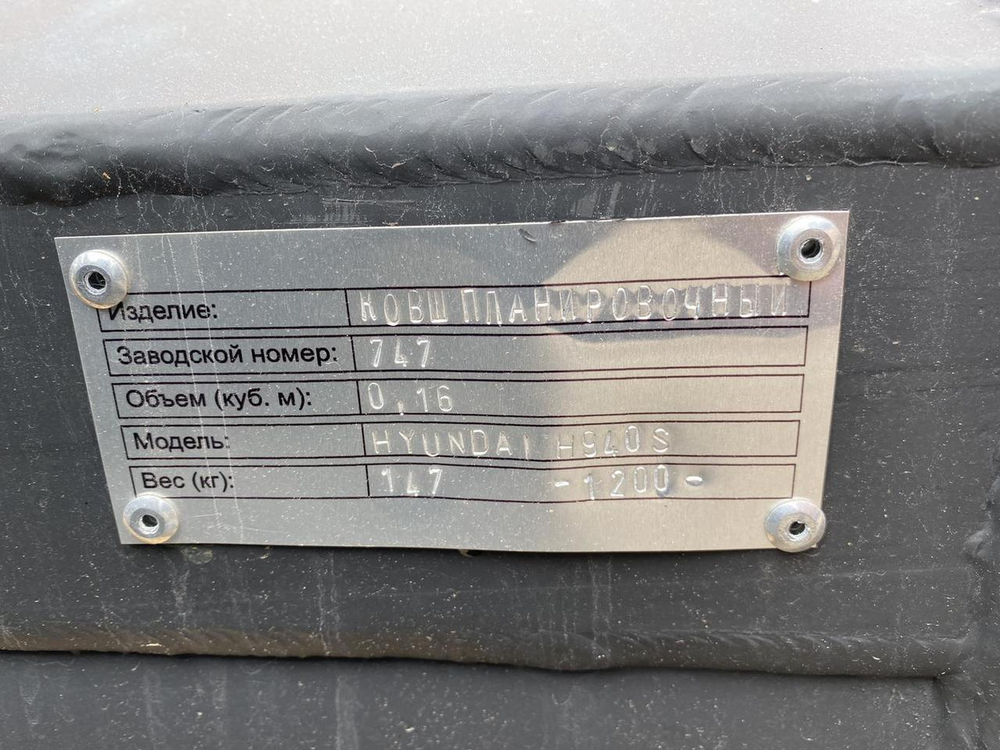 Изделие: КОВШ ПЛАНИРОВОЧНЫЙ
Заводской номер: 747
Объем (куб. м): 0,16
Модель: HYUNDAI H940S
Вес (кг): 147 -1200-